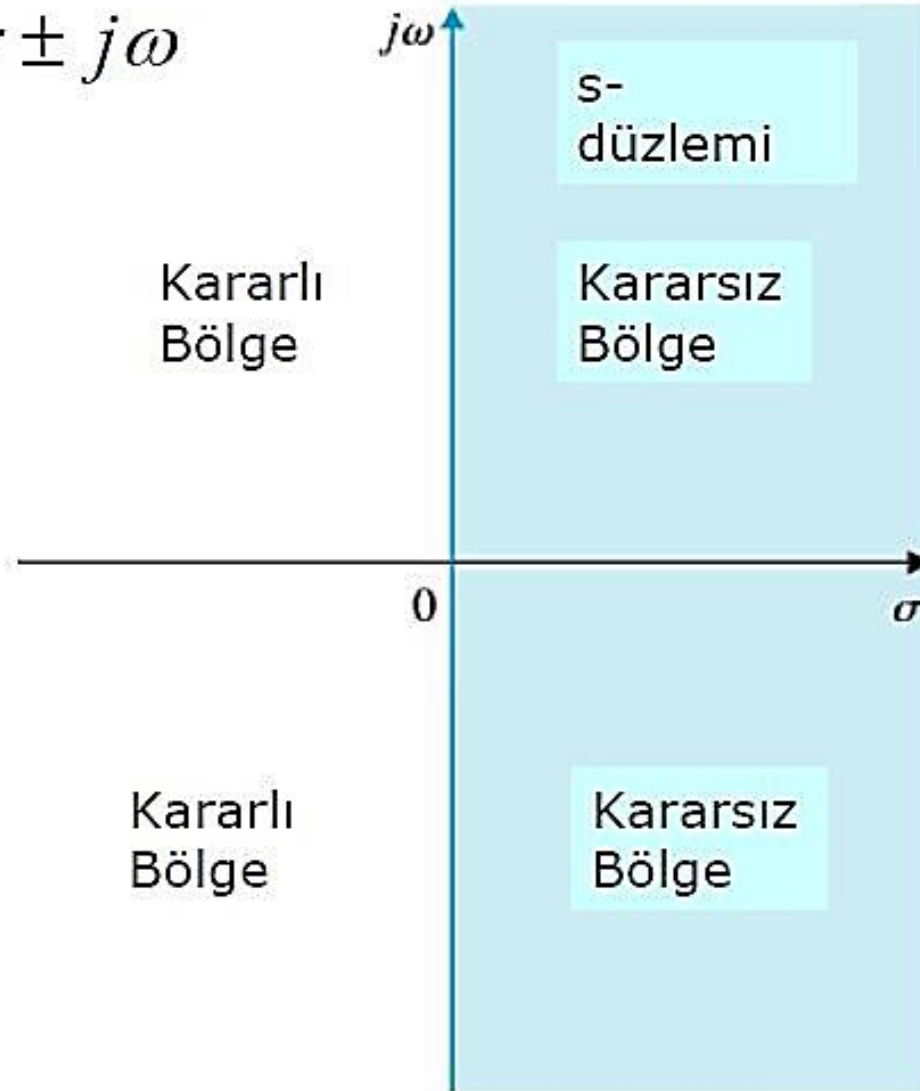 ± jω
jω
s-
düzlemi
Kararlı
Bölge
Kararsız
Bölge
0
σ
Kararlı
Bölge
Kararsız
Bölge